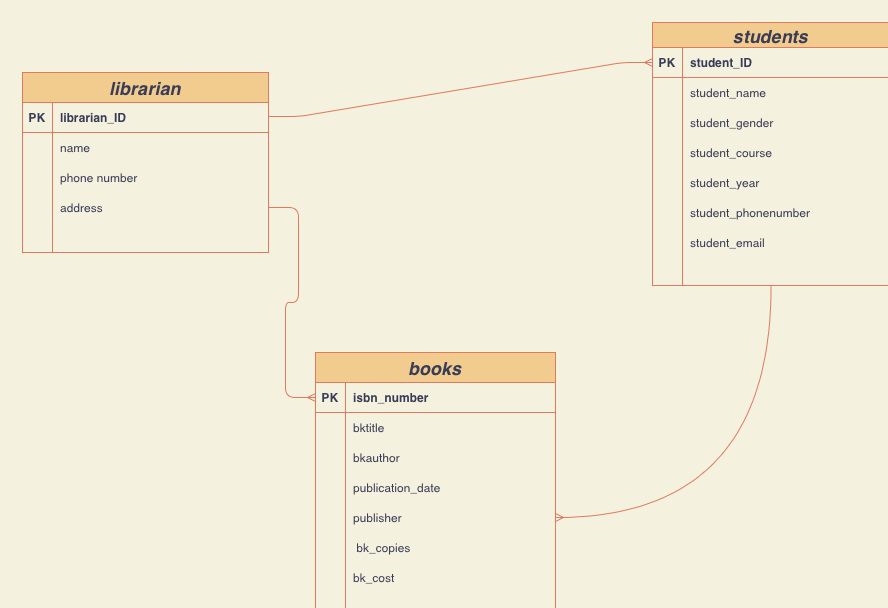 students
PK student_ID
student_name
student_gender
student_course
student_year
student_phonenumber
student_email
librarian
PK librarian_ID
name
phone number
address
books
PK isbn_number
bktitle
bkauthor
publication_date
publisher
bk_copies
bk_cost